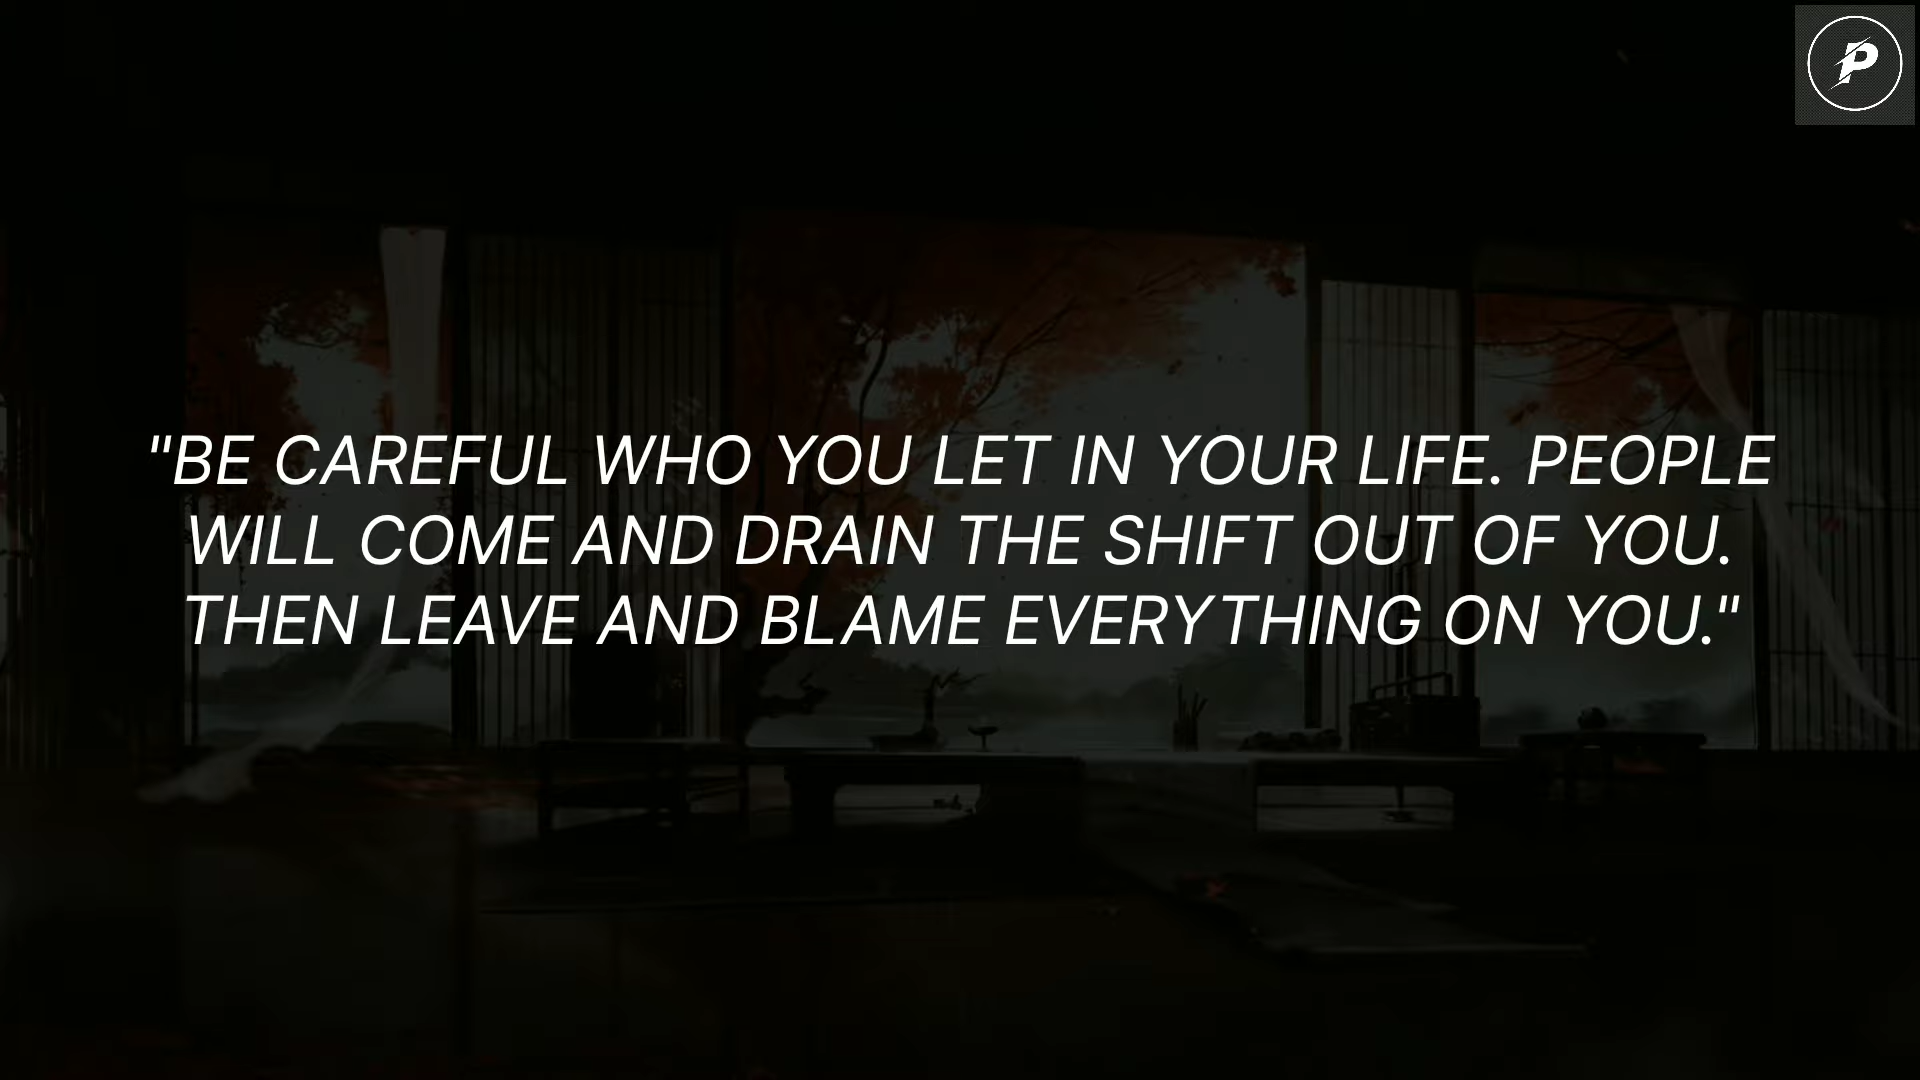 P
"BE CAREFUL WHO YOU LET IN YOUR LIFE. PEOPLE
WILL COME AND DRAIN THE SHIFT OUT OF YOU.
THEN LEAVE AND BLAME EVERYTHING ON YOU."